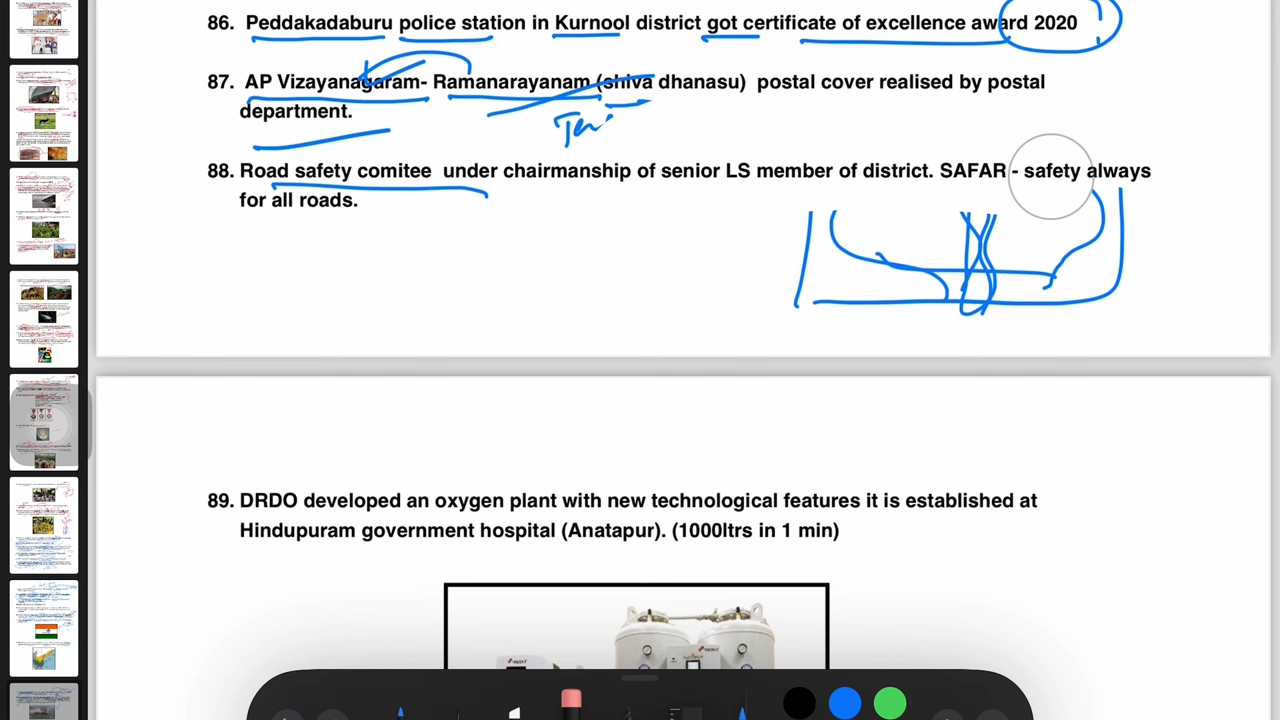 86. Peddakadaburu police station in Kurnool district got certificate of excellence award 2020
87. AP Vizayanagaram- Ramanarayanam (shiva dhanasu) postal cover realised by postal
department.
88. Road safety comitee under chairmanship of senior LS member of district. SAFAR - safety always
for all roads.
89. DRDO developed an oxygen plant with new technological features it is established at
Hindupuram government hospital (Anatapur). (1000ltrs in 1 min)